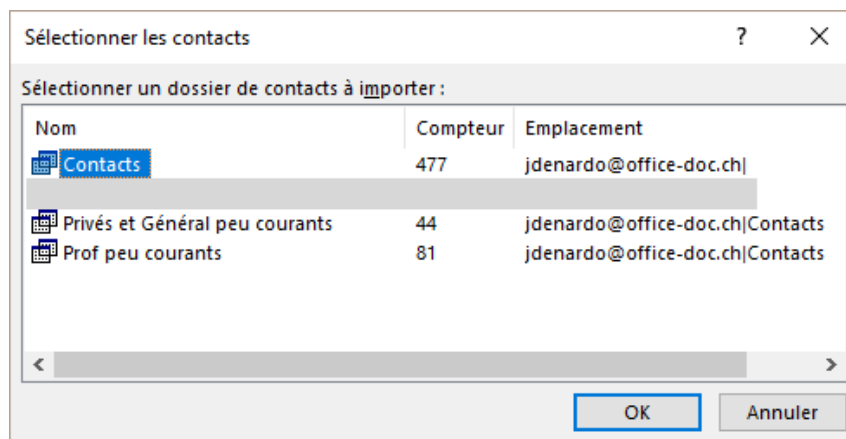 Sélectionner les contacts ?
Sélectionner un dossier de contacts à importer :
Nom Compteur Emplacement
Contacts 477 jdenardo@office-doc.ch|
Privés et Général peu courants 44 jdenardo@office-doc.ch|Contacts
Prof peu courants 81 jdenardo@office-doc.ch|Contacts
OK Annuler